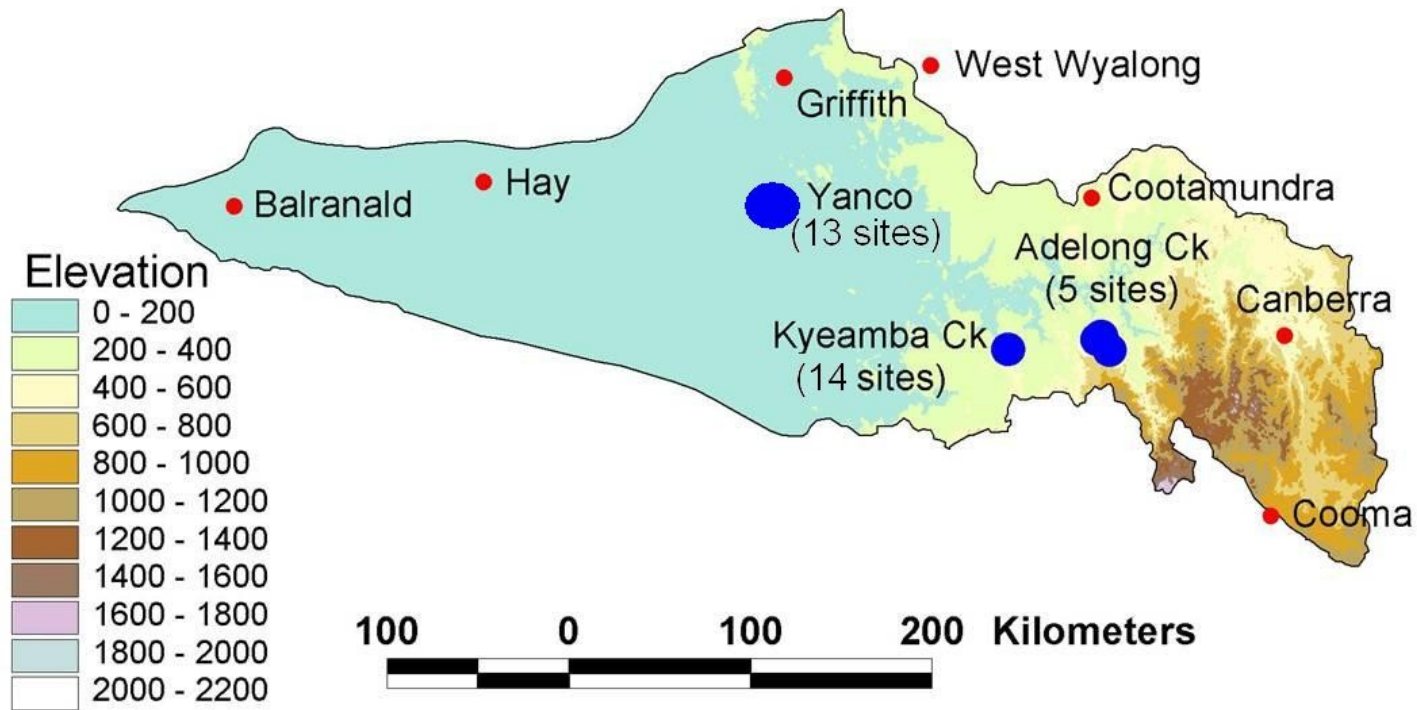 West Wyalong
Griffith
Hay
Balranald
Yanco
(13 sites)
Cootamundra
Adelong Ck
(5 sites)
Canberra
Kyeamba Ck
(14 sites)
Cooma
Elevation
0 - 200
200 - 400
400 - 600
600 - 800
800 - 1000
1000 - 1200
1200 - 1400
1400 - 1600
1600 - 1800
1800 - 2000
2000 - 2200
100 0 100 200 Kilometers